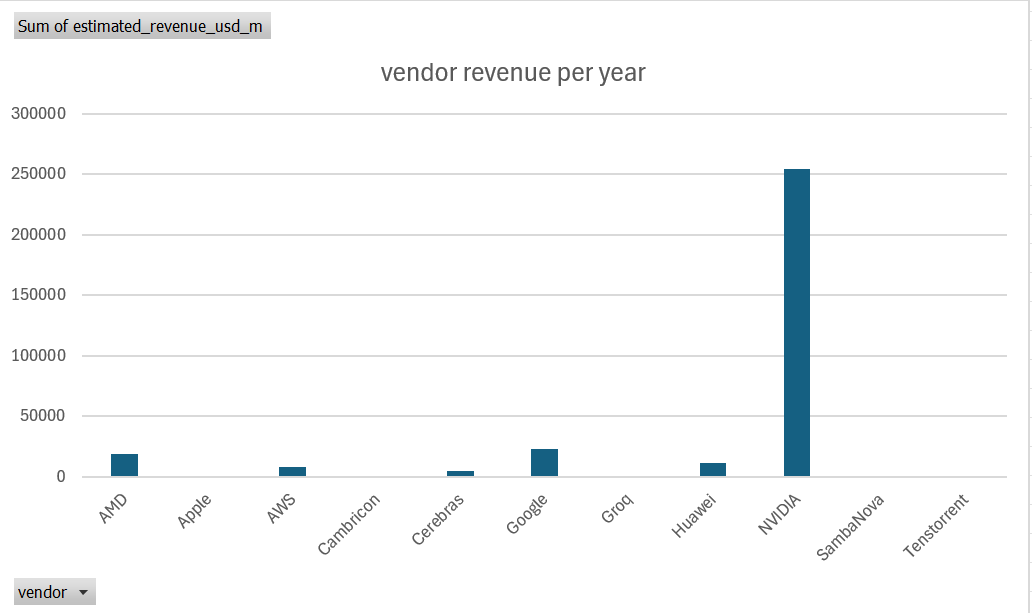 Sum of estimated_revenue_usd_m
vendor revenue per year
300000
250000
200000
150000
100000
50000
0
AMD
Apple
AWS
Cambricon
Cerebras
Google
Groq
Huawei
NVIDIA
SambaNova
Tenstorrent
vendor